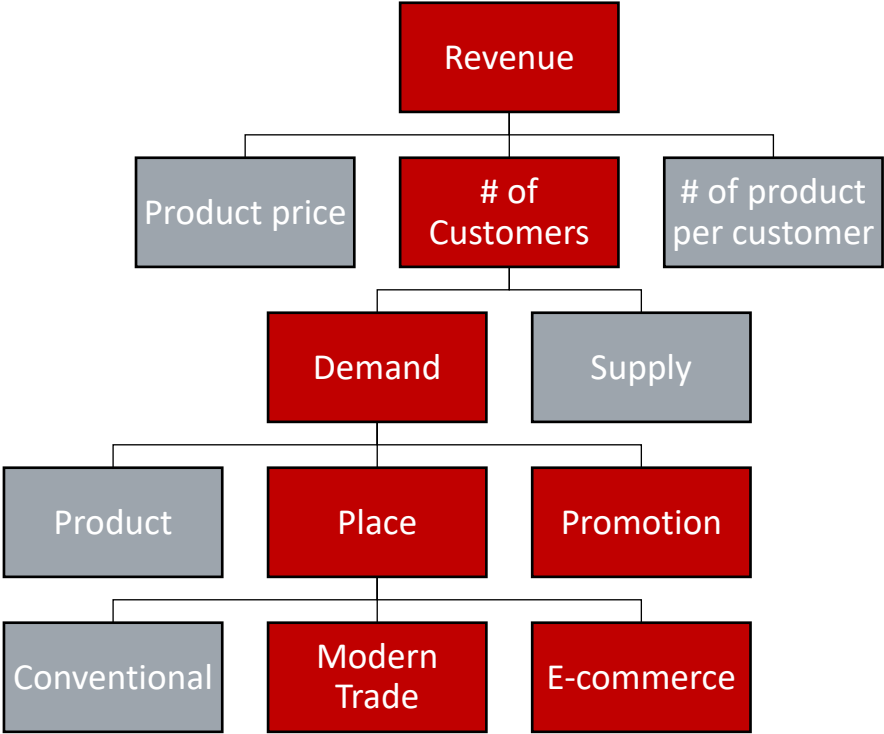 Revenue
Product price
# of
Customers
# of product
per customer
Demand
Supply
Product
Place
Promotion
Conventional
Modern
Trade
E-commerce